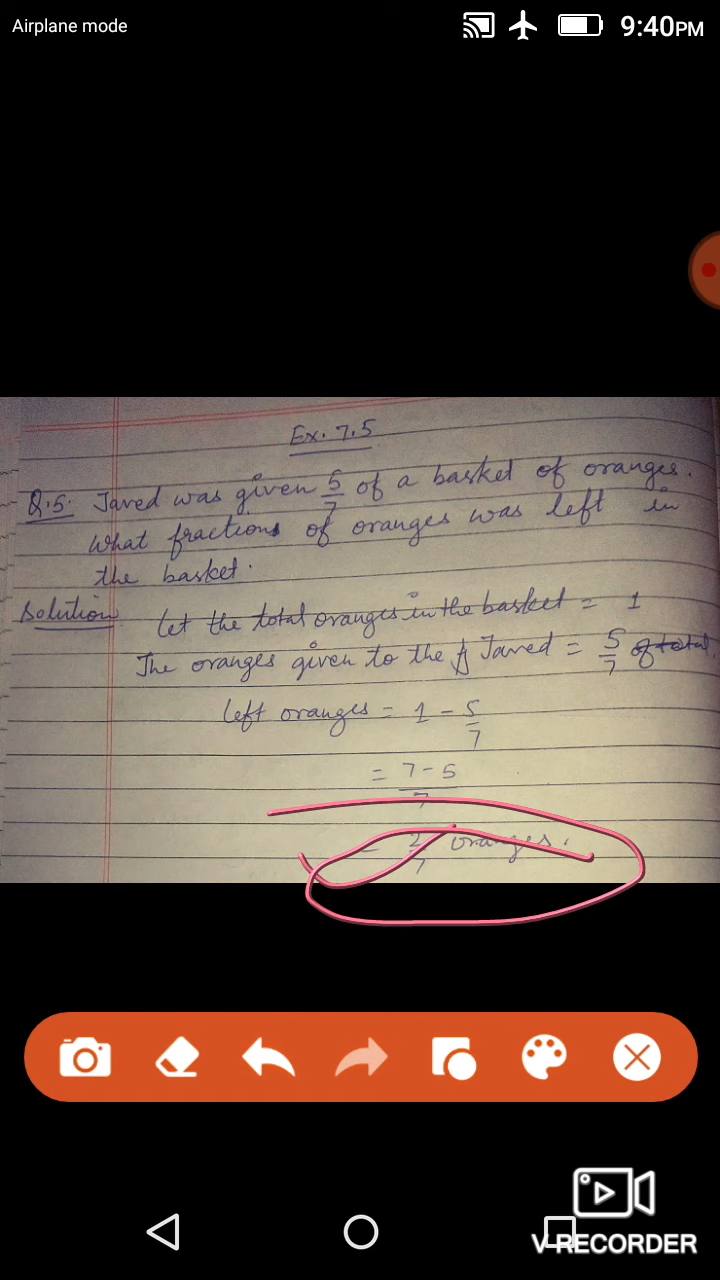 Airplane mode
9:40PM
Ex. 7.5
Q.5. Javed was given 5/7 of a basket of oranges.
What fractions of oranges was left in
the basket.
Solution Let the total oranges in the basket = 1
The oranges given to the Javed = 5/7 of total.
left oranges = 1 - 5/7
= 7-5/7
= 2/7 oranges.
V RECORDER